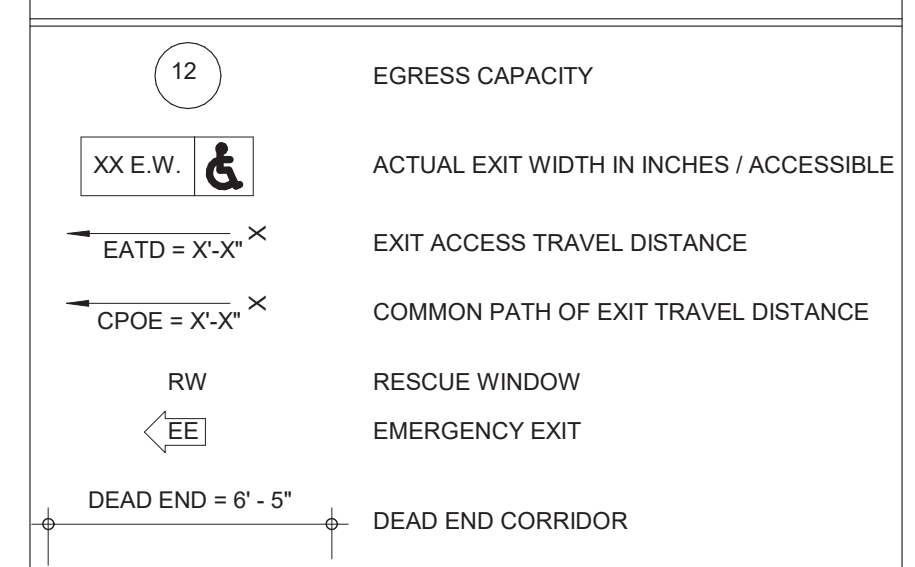 12 EGRESS CAPACITY
XX E.W. ACTUAL EXIT WIDTH IN INCHES / ACCESSIBLE
EATD = X'-X" X EXIT ACCESS TRAVEL DISTANCE
CPOE = X'-X" X COMMON PATH OF EXIT TRAVEL DISTANCE
RW RESCUE WINDOW
EE EMERGENCY EXIT
DEAD END = 6' - 5" DEAD END CORRIDOR